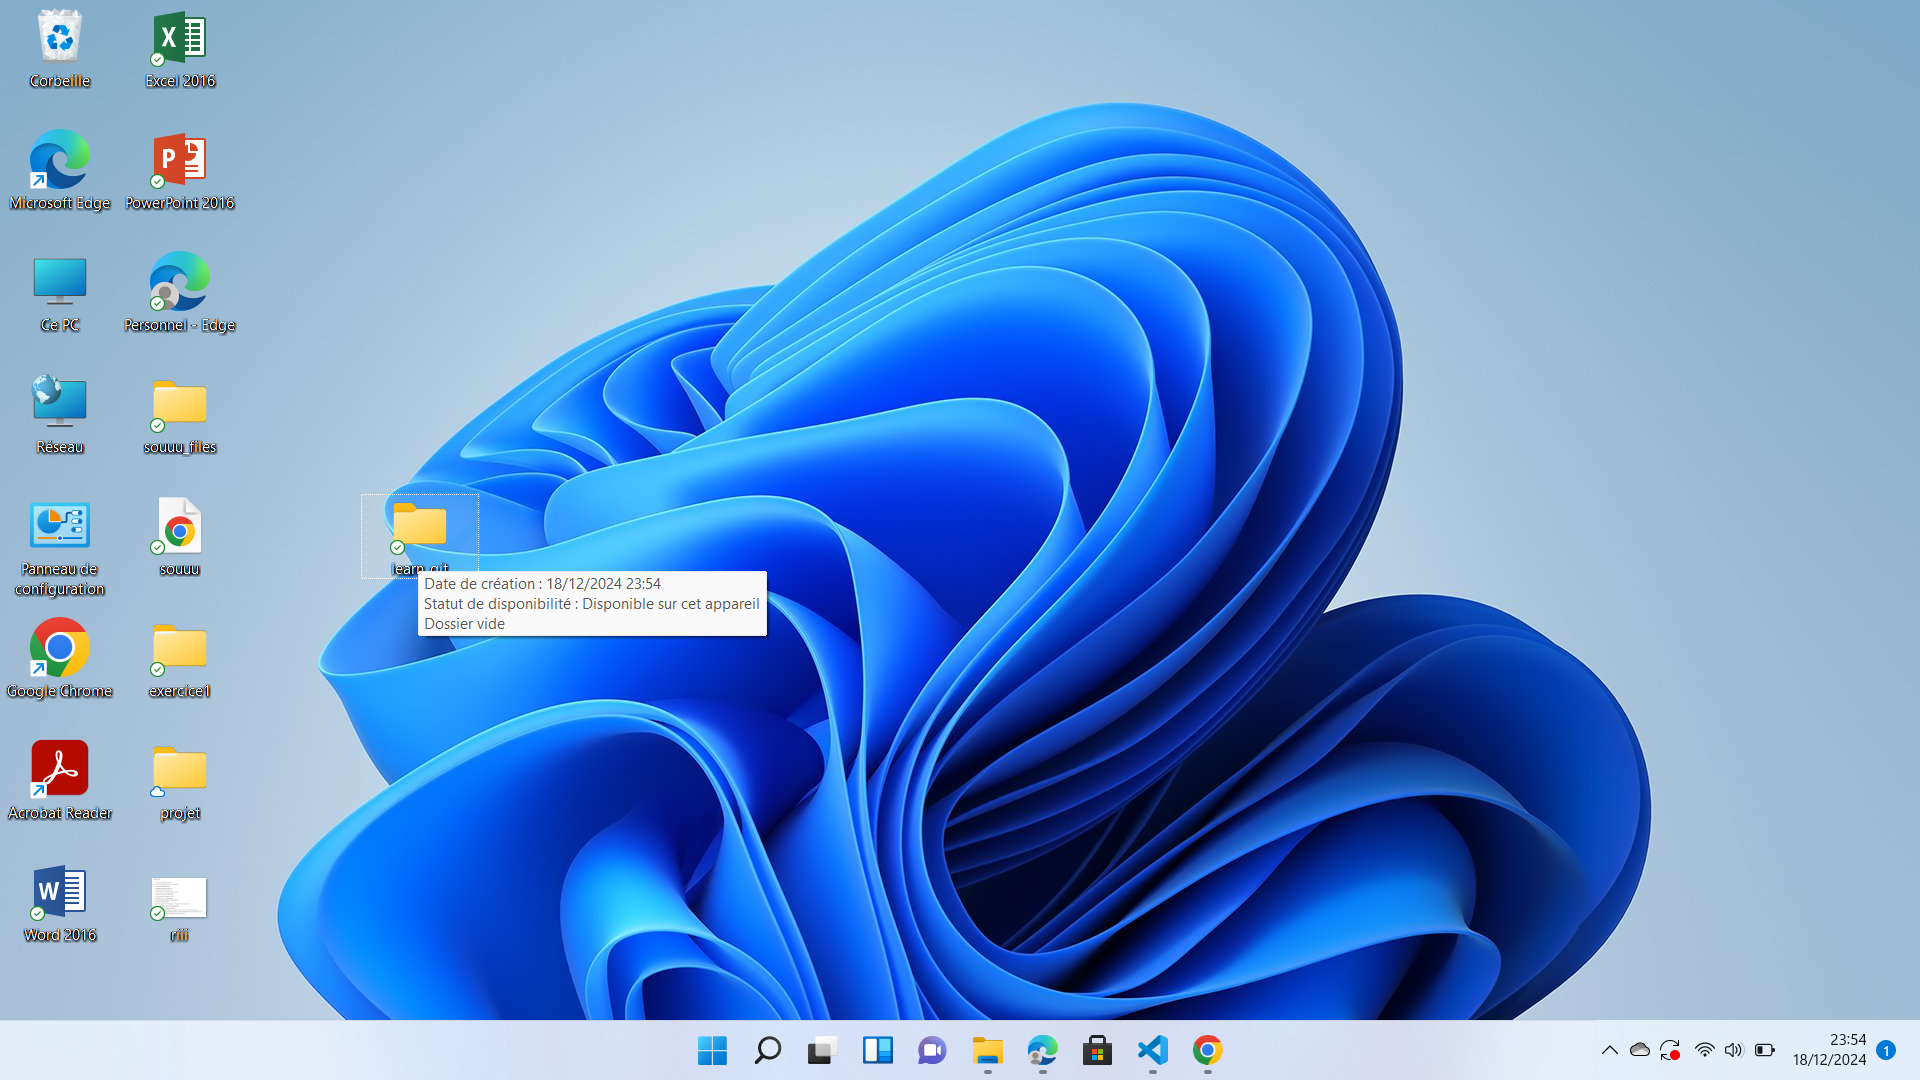 Corbeille
Excel 2016
Microsoft Edge
PowerPoint 2016
Ce PC
Personnel - Edge
Réseau
souuu_files
Panneau de
configuration
souuu
learn_git
Date de création : 18/12/2024 23:54
Statut de disponibilité : Disponible sur cet appareil
Dossier vide
Google Chrome
exercice1
Acrobat Reader
projet
Word 2016
riii
23:54
18/12/2024
1